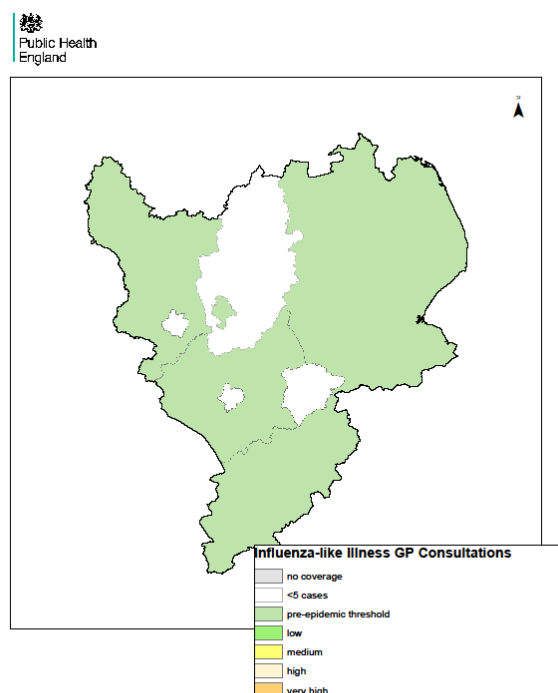 Public Health
England
N
Influenza-like Illness GP Consultations
no coverage
<5 cases
pre-epidemic threshold
low
medium
high
very high